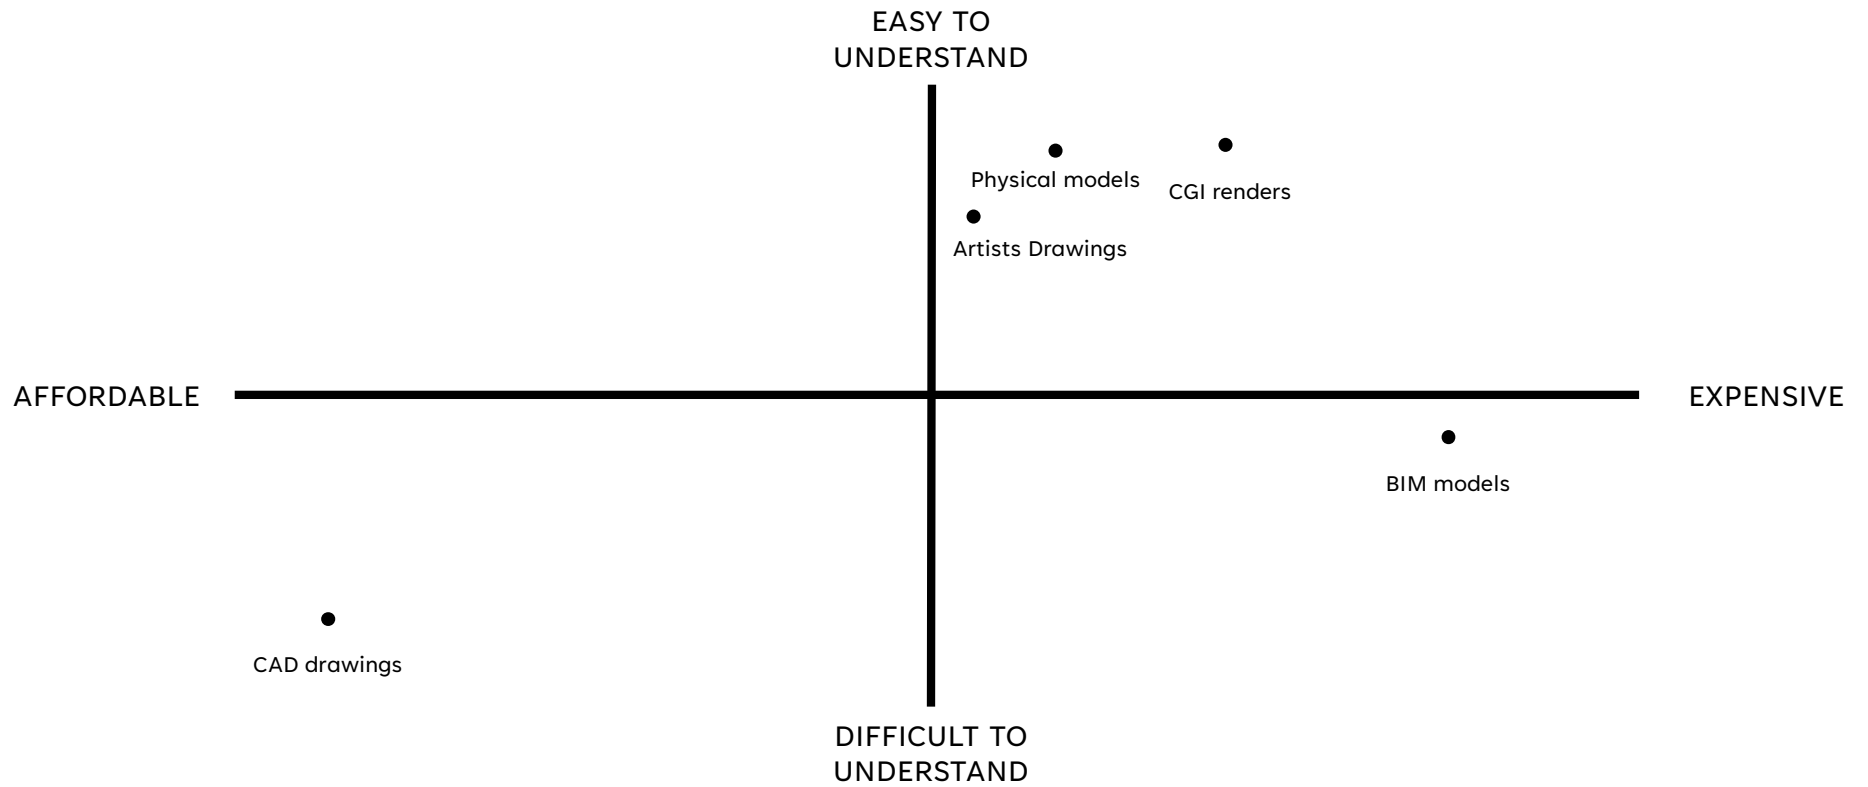 EASY TO
UNDERSTAND
Physical models
CGI renders
Artists Drawings
AFFORDABLE
EXPENSIVE
BIM models
CAD drawings
DIFFICULT TO
UNDERSTAND